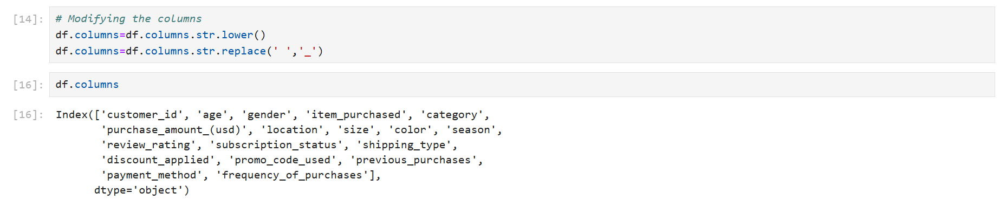 [14]: # Modifying the columns
df.columns=df.columns.str.lower()
df.columns=df.columns.str.replace(' ','_')
[16]: df.columns
[16]: Index(['customer_id', 'age', 'gender', 'item_purchased', 'category',
'purchase_amount_(usd)', 'location', 'size', 'color', 'season',
'review_rating', 'subscription_status', 'shipping_type',
'discount_applied', 'promo_code_used', 'previous_purchases',
'payment_method', 'frequency_of_purchases'],
dtype='object')